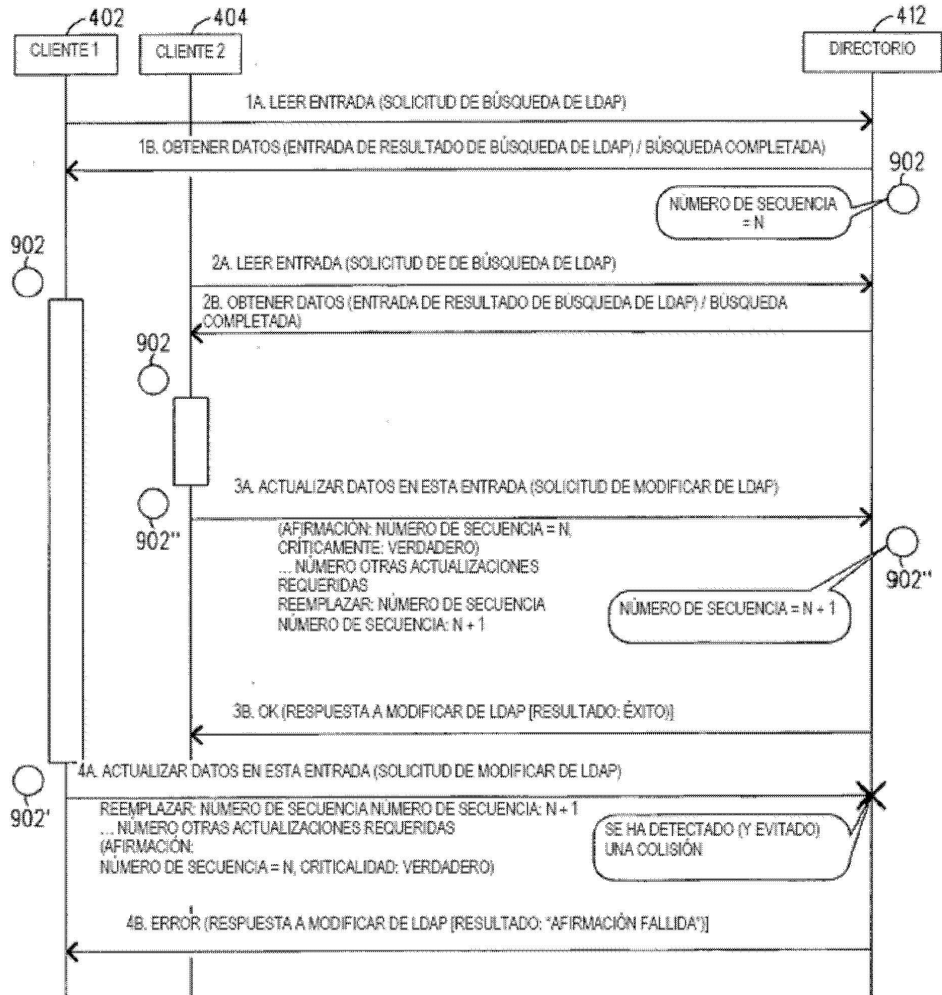 402
404
412
CLIENTE 1
CLIENTE 2
DIRECTORIO
1A. LEER ENTRADA (SOLICITUD DE BÚSQUEDA DE LDAP)
1B. OBTENER DATOS (ENTRADA DE RESULTADO DE BÚSQUEDA DE LDAP) / BÚSQUEDA COMPLETADA)
902
NÚMERO DE SECUENCIA
= N
902
2A. LEER ENTRADA (SOLICITUD DE DE BÚSQUEDA DE LDAP)
2B. OBTENER DATOS (ENTRADA DE RESULTADO DE BÚSQUEDA DE LDAP) / BÚSQUEDA
COMPLETADA)
902
3A. ACTUALIZAR DATOS EN ESTA ENTRADA (SOLICITUD DE MODIFICAR DE LDAP)
902"
(AFIRMACIÓN: NÚMERO DE SECUENCIA = N,
CRÍTICAMENTE: VERDADERO)
... NÚMERO OTRAS ACTUALIZACIONES
REQUERIDAS
REEMPLAZAR: NÚMERO DE SECUENCIA
NÚMERO DE SECUENCIA: N + 1
902"
NÚMERO DE SECUENCIA = N + 1
3B. OK (RESPUESTA A MODIFICAR DE LDAP [RESULTADO: ÉXITO)]
4A. ACTUALIZAR DATOS EN ESTA ENTRADA (SOLICITUD DE MODIFICAR DE LDAP)
902'
REEMPLAZAR: NÚMERO DE SECUENCIA NÚMERO DE SECUENCIA: N + 1
... NÚMERO OTRAS ACTUALIZACIONES REQUERIDAS
(AFIRMACIÓN:
NÚMERO DE SECUENCIA = N, CRITICALIDAD: VERDADERO)
SE HA DETECTADO (Y EVITADO)
UNA COLISIÓN
4B. ERROR (RESPUESTA A MODIFICAR DE LDAP [RESULTADO: "AFIRMACIÓN FALLIDA")]